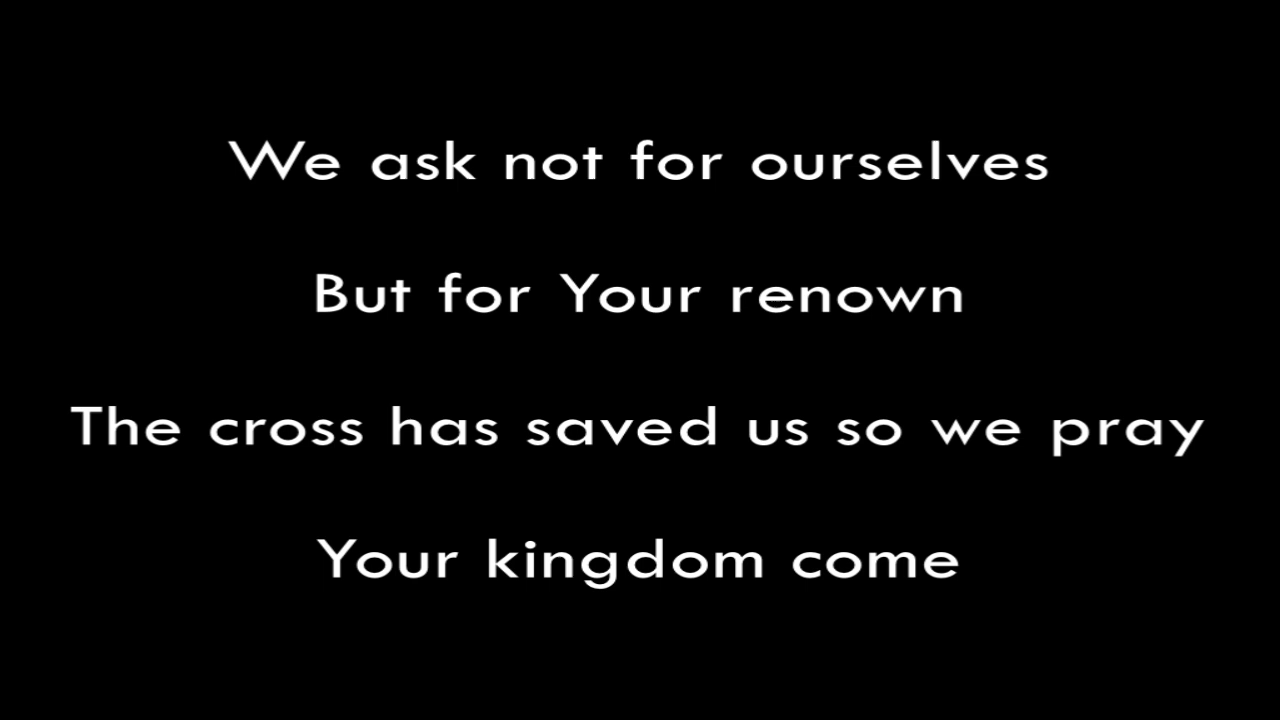 We ask not for ourselves
But for Your renown
The cross has saved us so we pray
Your kingdom come